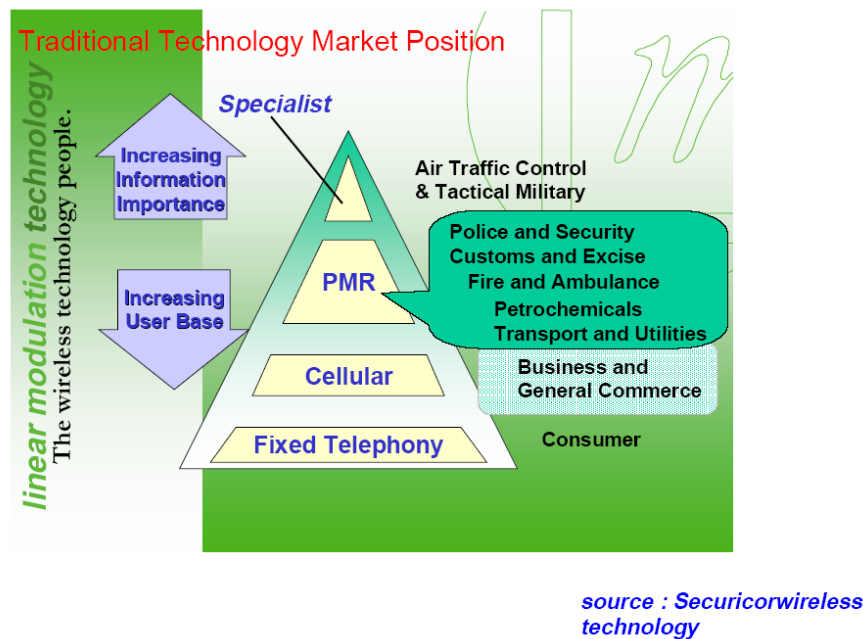 Traditional Technology Market Position
linear modulation technology
The wireless technology people.
Increasing
Information
Importance
Increasing
User Base
Specialist
PMR
Cellular
Fixed Telephony
Air Traffic Control
& Tactical Military
Police and Security
Customs and Excise
Fire and Ambulance
Petrochemicals
Transport and Utilities
Business and
General Commerce
Consumer
source : Securicorwireless
technology